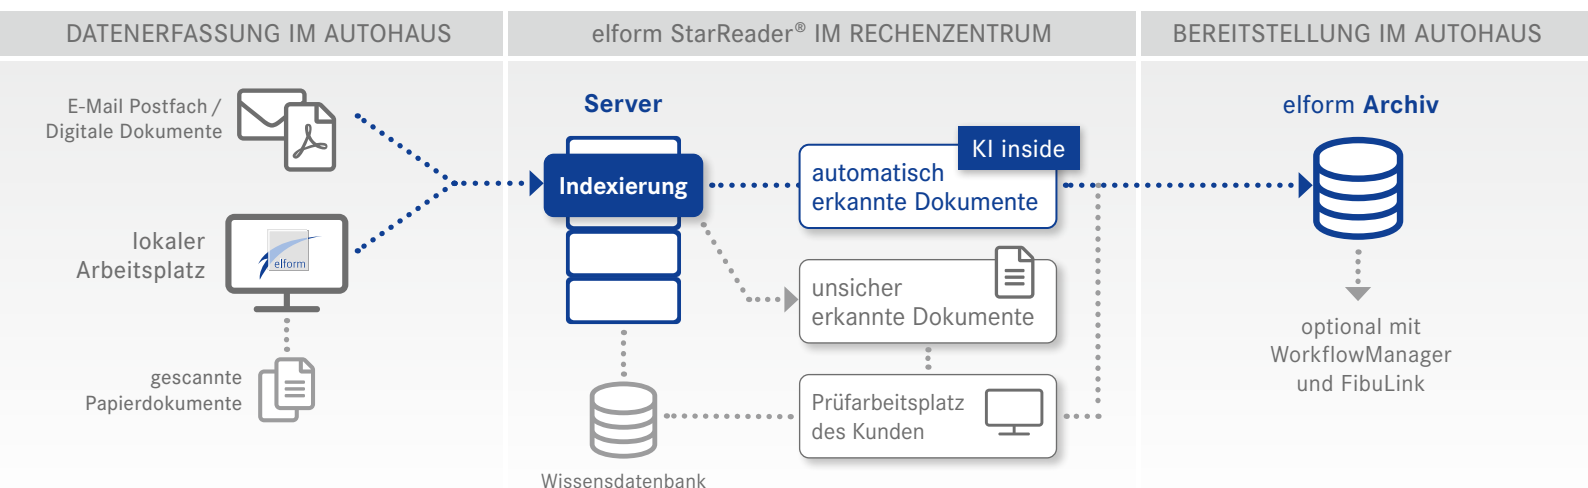 DATENERFASSUNG IM AUTOHAUS
E-Mail Postfach /
Digitale Dokumente
lokaler
Arbeitsplatz
elform
gescannte
Papierdokumente
elform StarReader® IM RECHENZENTRUM
Server
Indexierung
KI inside
automatisch
erkannte Dokumente
unsicher
erkannte Dokumente
Prüfarbeitsplatz
des Kunden
Wissensdatenbank
BEREITSTELLUNG IM AUTOHAUS
elform Archiv
optional mit
WorkflowManager
und FibuLink